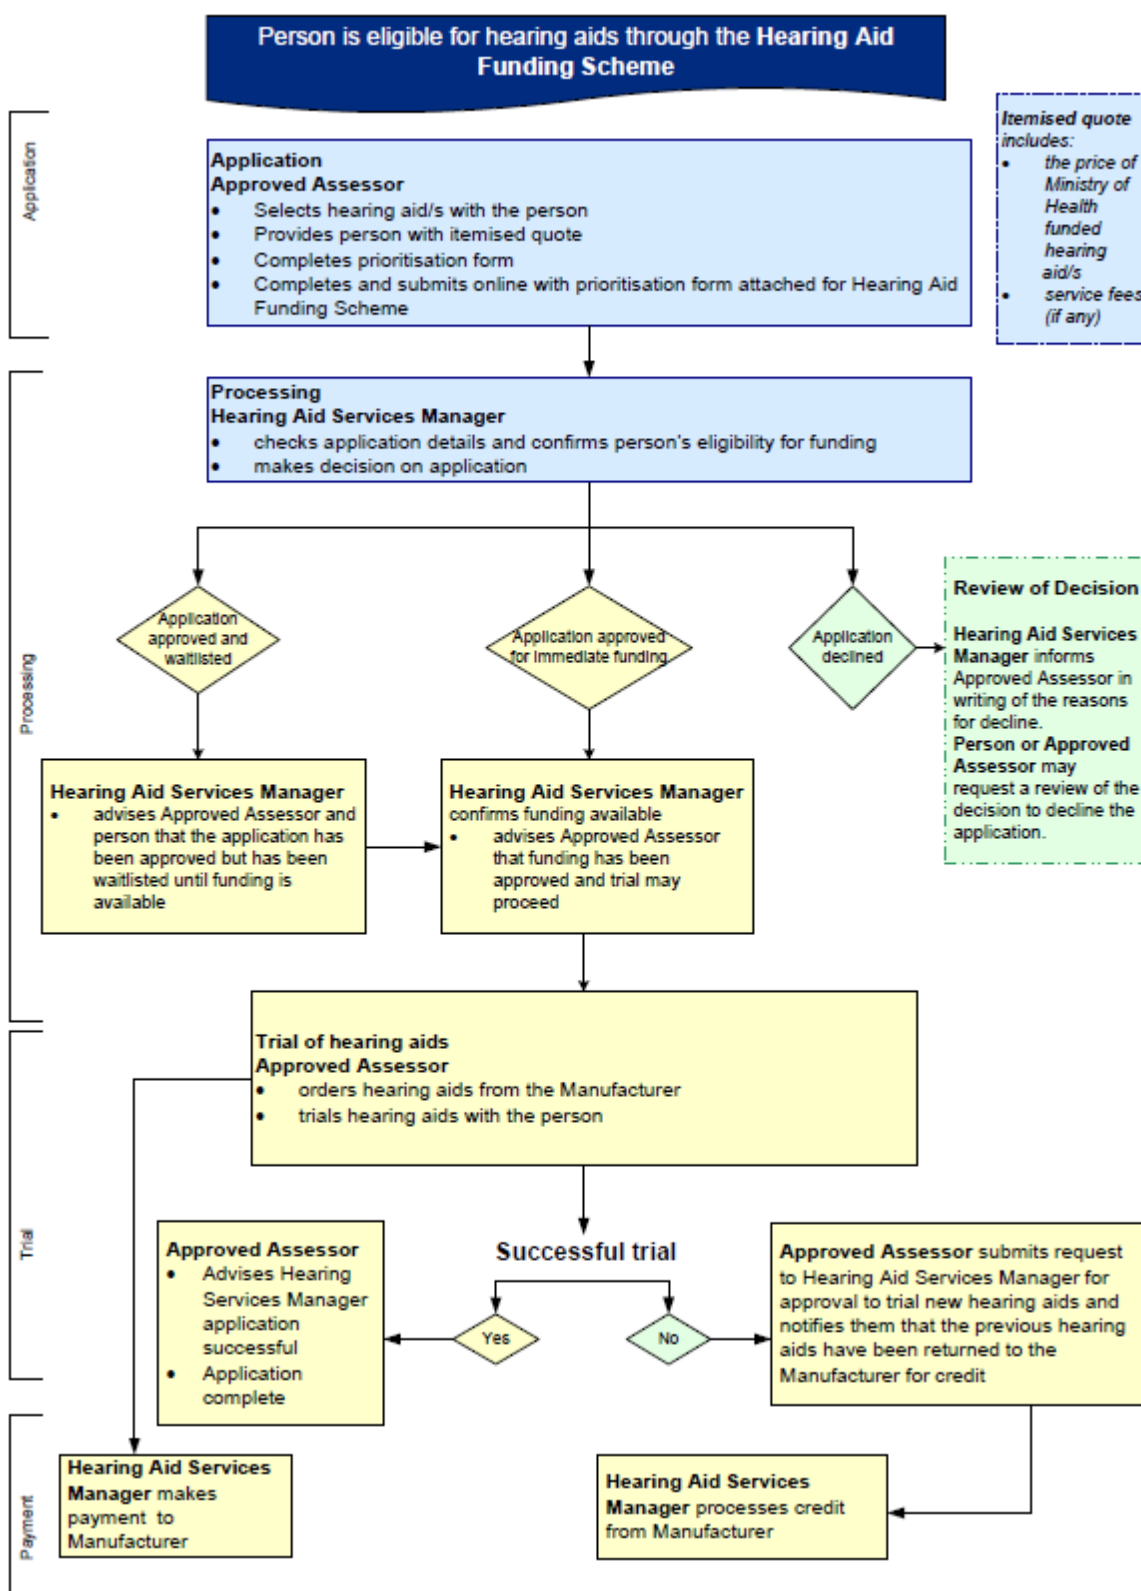 Person is eligible for hearing aids through the Hearing Aid
Funding Scheme
Application
Application
Approved Assessor
• Selects hearing aid/s with the person
• Provides person with itemised quote
• Completes prioritisation form
• Completes and submits online with prioritisation form attached for Hearing Aid
Funding Scheme
Itemised quote
includes:
• the price of
Ministry of
Health
funded
hearing
aid/s
• service fees
(if any)
Processing
Processing
Hearing Aid Services Manager
• checks application details and confirms person's eligibility for funding
• makes decision on application
Application
approved and
waitlisted
Application approved
for immediate funding
Application
declined
Review of Decision
Hearing Aid Services
Manager informs
Approved Assessor in
writing of the reasons
for decline.
Person or Approved
Assessor may
request a review of the
decision to decline the
application.
Hearing Aid Services Manager
• advises Approved Assessor and
person that the application has
been approved but has been
waitlisted until funding is
available
Hearing Aid Services Manager
confirms funding available
• advises Approved Assessor
that funding has been
approved and trial may
proceed
Trial
Trial of hearing aids
Approved Assessor
• orders hearing aids from the Manufacturer
• trials hearing aids with the person
Successful trial
Yes
No
Approved Assessor
• Advises Hearing
Services Manager
application
successful
• Application
complete
Approved Assessor submits request
to Hearing Aid Services Manager for
approval to trial new hearing aids and
notifies them that the previous hearing
aids have been returned to the
Manufacturer for credit
Payment
Hearing Aid Services
Manager makes
payment to
Manufacturer
Hearing Aid Services
Manager processes credit
from Manufacturer